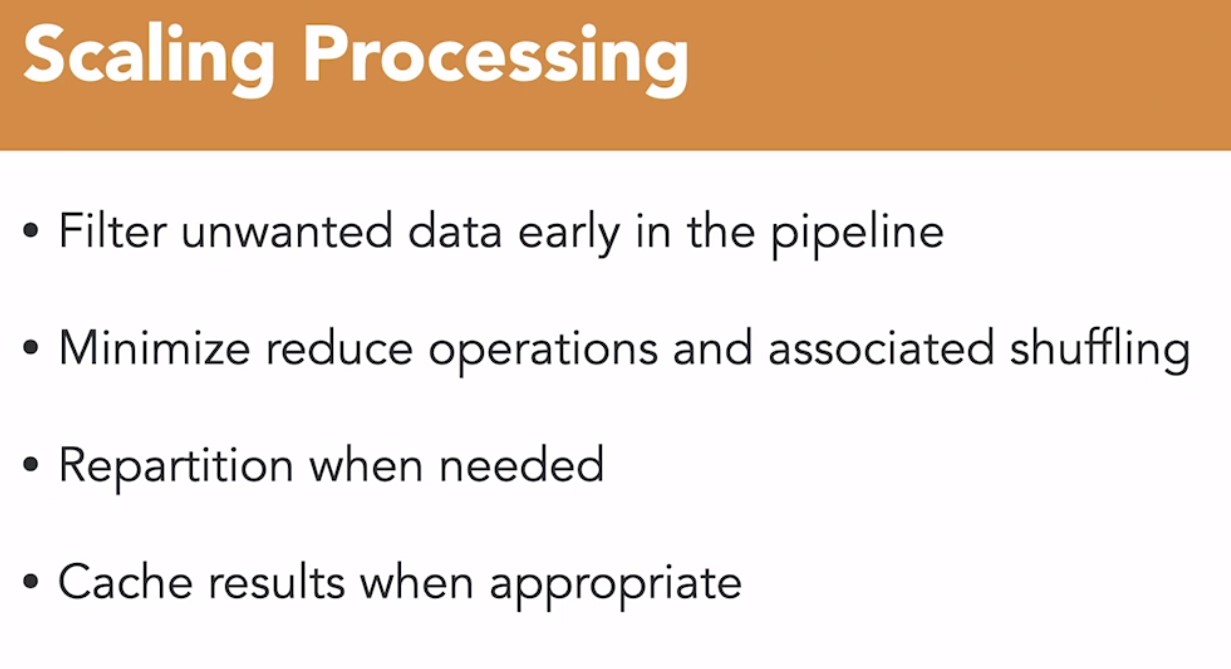 Scaling Processing
• Filter unwanted data early in the pipeline
• Minimize reduce operations and associated shuffling
• Repartition when needed
• Cache results when appropriate